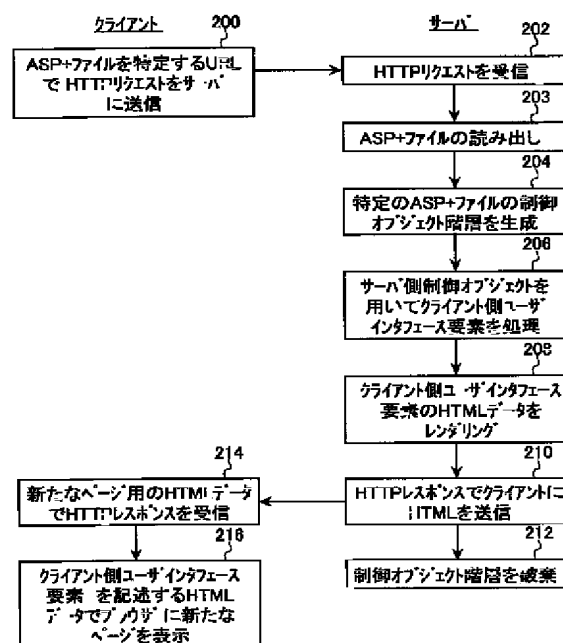 クライアント
サーバ
200
ASP+ファイルを特定するURL
でHTTPリクエストをサーバ
に送信
202
HTTPリクエストを受信
203
ASP+ファイルの読み出し
204
特定のASP+ファイルの制御
オブジェクト階層を生成
206
サーバ側制御オブジェクトを
用いてクライアント側ユーザ
インタフェース要素を処理
208
クライアント側ユーザインタフェース
要素のHTMLデータを
レンダリング
210
HTTPレスポンスでクライアントに
HTMLを送信
212
制御オブジェクト階層を破棄
214
新たなページ用のHTMLデータ
でHTTPレスポンスを受信
216
クライアント側ユーザインタフェース
要素を記述するHTML
データでブラウザに新たな
ページを表示